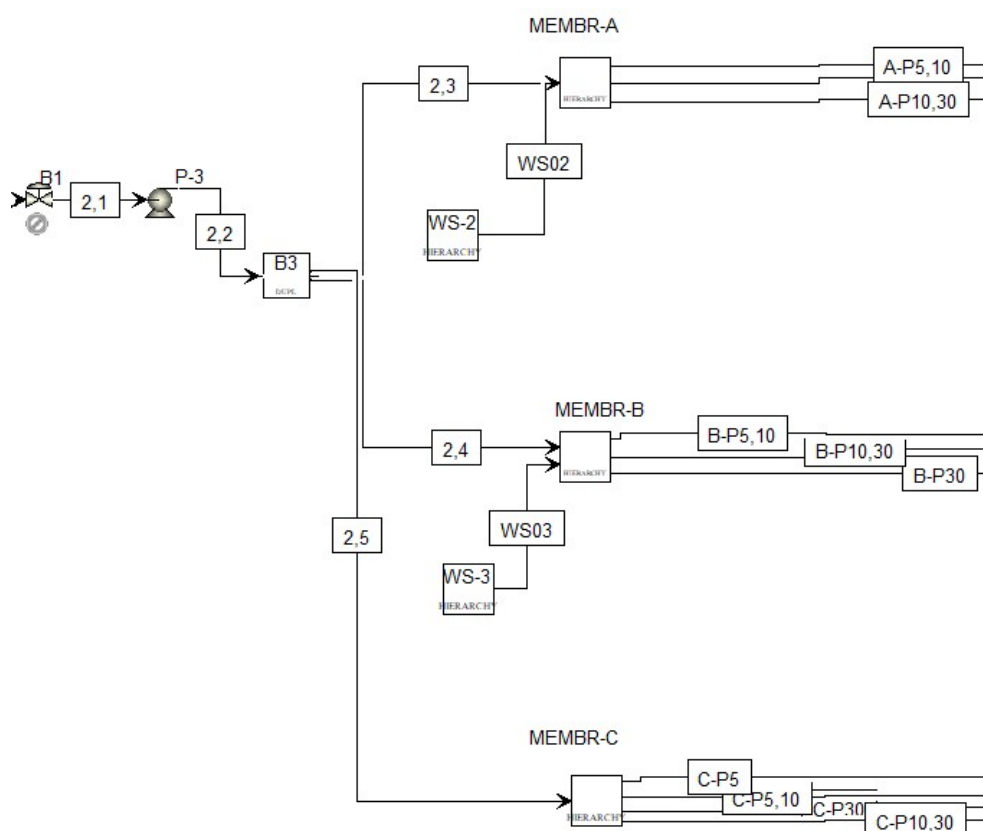 MEMBR-A
A-P5,10
2,3
HIERARCHY
A-P10,30
WS02
B1
P-3
2,1
WS-2
2,2
HIERARCHY
B3
DUPL
MEMBR-B
B-P5,10
2,4
B-P10,30
HIERARCHY
B-P30
2,5
WS03
WS-3
HIERARCHY
MEMBR-C
C-P5
C-P5,10
C-P30
HIERARCHY
C-P10,30